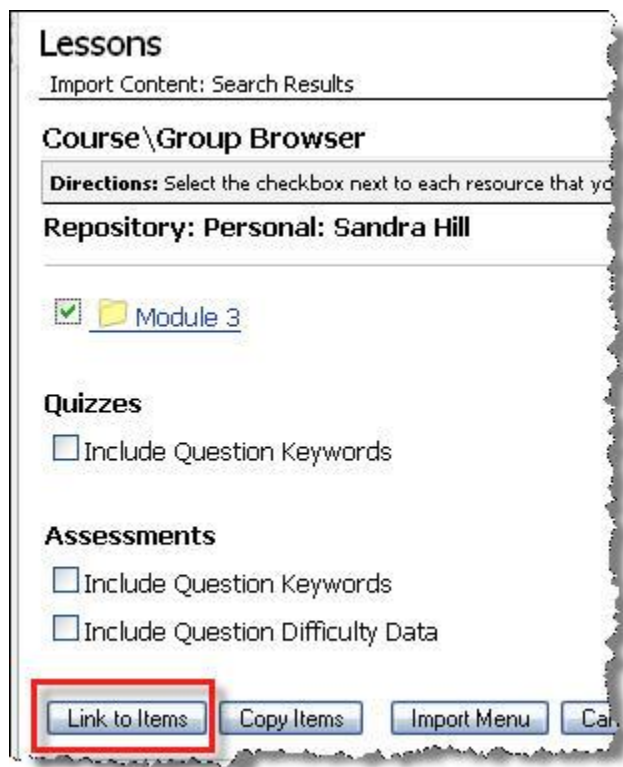 Lessons
Import Content: Search Results
Course\Group Browser
Directions: Select the checkbox next to each resource that
Repository: Personal: Sandra Hill
Module 3
Quizzes
Include Question Keywords
Assessments
Include Question Keywords
Include Question Difficulty Data
Link to Items Copy Items Import Menu